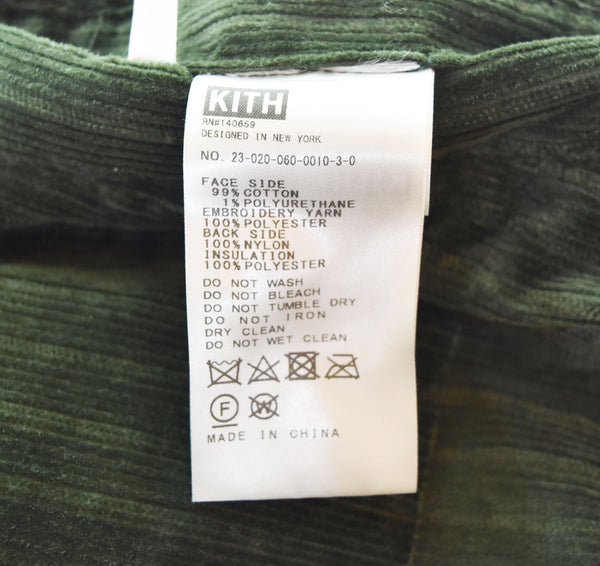 KITH
RN#140659
DESIGNED IN NEW YORK
NO. 23-020-060-0010-3-0
FACE SIDE
99% COTTON
1% POLYURETHANE
EMBROIDERY YARN
100% POLYESTER
BACK SIDE
100% NYLON
INSULATION
100% POLYESTER
DO NOT WASH
DO NOT BLEACH
DO NOT TUMBLE DRY
DO NOT IRON
DRY CLEAN
DO NOT WET CLEAN
F W
MADE IN CHINA